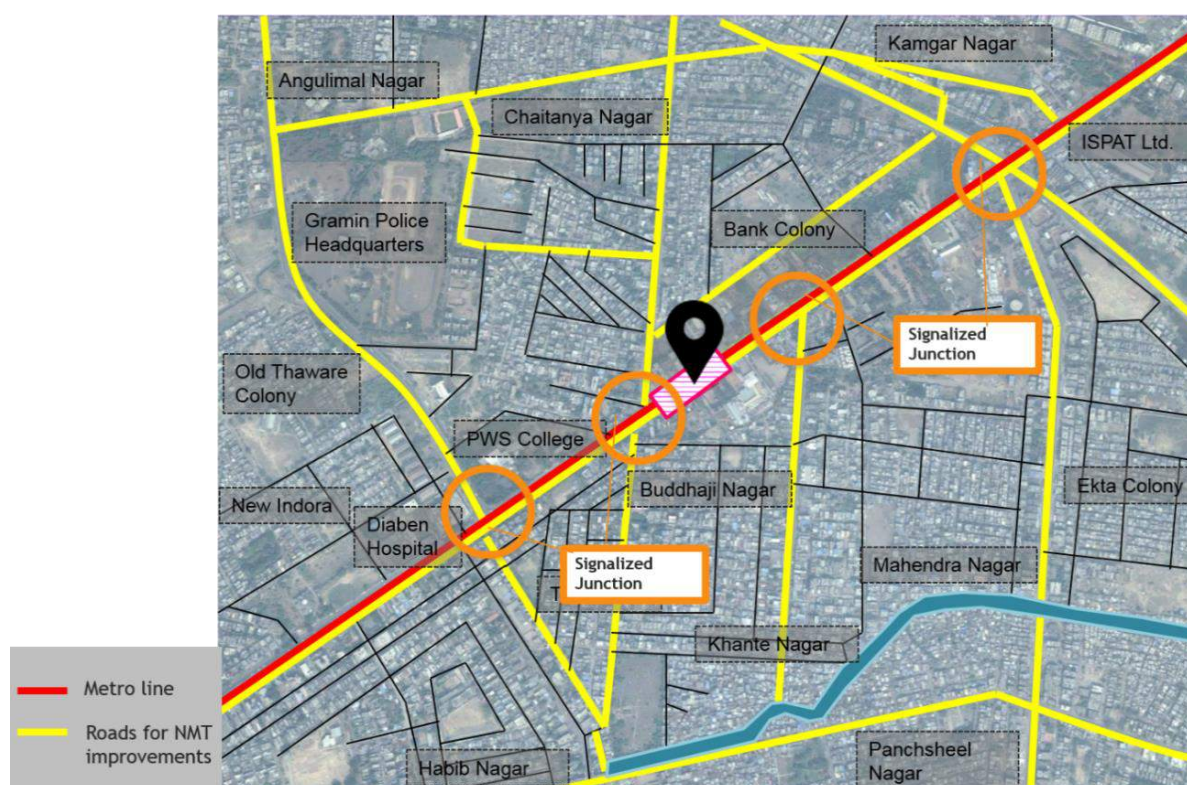 Kamgar Nagar
Angulimal Nagar
Chaitanya Nagar
ISPAT Ltd.
Gramin Police
Headquarters
Bank Colony
Signalized
Junction
Old Thaware
Colony
PWS College
New Indora
Diaben
Hospital
Buddhaji Nagar
Ekta Colony
Signalized
Junction
Mahendra Nagar
Khante Nagar
Metro line
Roads for NMT
improvements
Habib Nagar
Panchsheel
Nagar